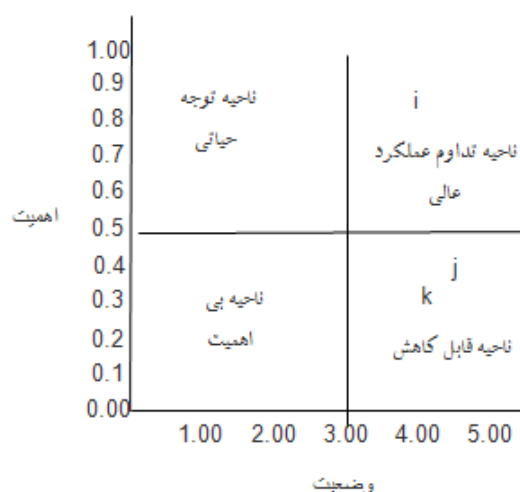 1.00
0.9
0.8
0.7
0.6
0.5
0.4
0.3
0.2
0.1
0.00
اهمیت
ناحیه توجه
حیاتی
i
ناحیه تداوم عملکرد
عالی
ناحیه بی
اهمیت
j
k
ناحیه قابل کاهش
1.00 2.00 3.00 4.00 5.00
وضعیت